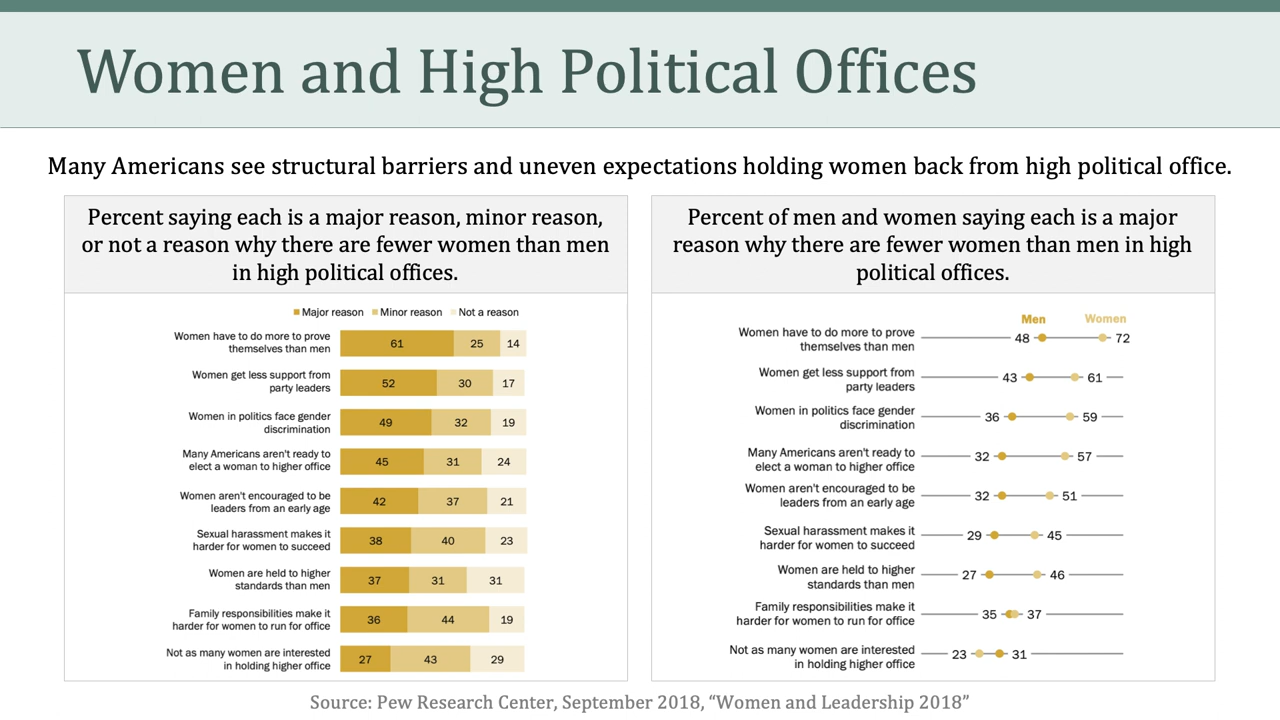 Women and High Political Offices
Many Americans see structural barriers and uneven expectations holding women back from high political office.
Percent saying each is a major reason, minor reason,
or not a reason why there are fewer women than men
in high political offices.
Major reason Minor reason Not a reason
Women have to do more to prove
themselves than men
61 25 14
Women get less support from
party leaders
52 30 17
Women in politics face gender
discrimination
49 32 19
Many Americans aren't ready to
elect a woman to higher office
45 31 24
Women aren't encouraged to be
leaders from an early age
42 37 21
Sexual harassment makes it
harder for women to succeed
38 40 23
Women are held to higher
standards than men
37 31 31
Family responsibilities make it
harder for women to run for office
36 44 19
Not as many women are interested
in holding higher office
27 43 29
Percent of men and women saying each is a major
reason why there are fewer women than men in high
political offices.
Men Women
Women have to do more to prove
themselves than men
48 72
Women get less support from
party leaders
43 61
Women in politics face gender
discrimination
36 59
Many Americans aren't ready to
elect a woman to higher office
32 57
Women aren't encouraged to be
leaders from an early age
32 51
Sexual harassment makes it
harder for women to succeed
29 45
Women are held to higher
standards than men
27 46
Family responsibilities make it
harder for women to run for office
35 37
Not as many women are interested
in holding higher office
23 31
Source: Pew Research Center, September 2018, “Women and Leadership 2018”